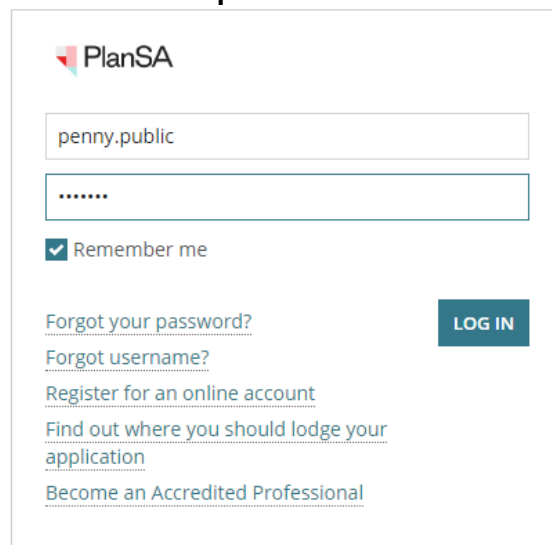 PlanSA
penny.public
•••••••
Remember me
Forgot your password?
LOG IN
Forgot username?
Register for an online account
Find out where you should lodge your
application
Become an Accredited Professional